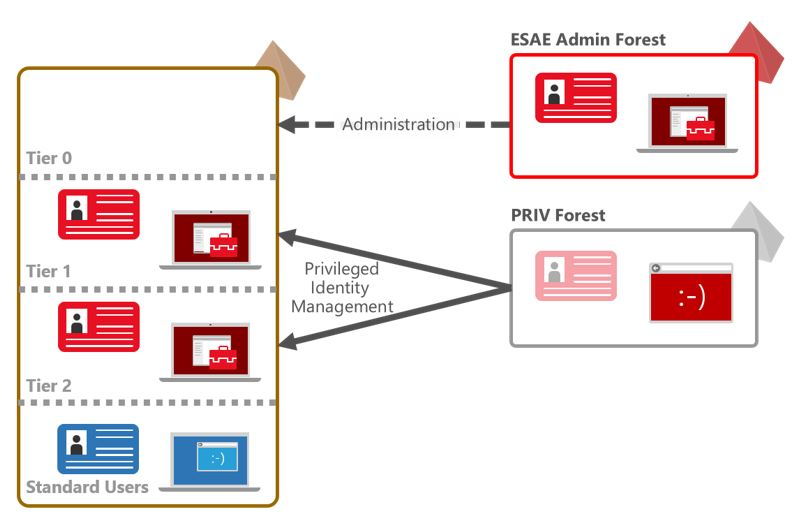 ESAE Admin Forest
Administration
Tier 0
PRIV Forest
Tier 1
Privileged
Identity
Management
:-)
Tier 2
:-)
Standard Users